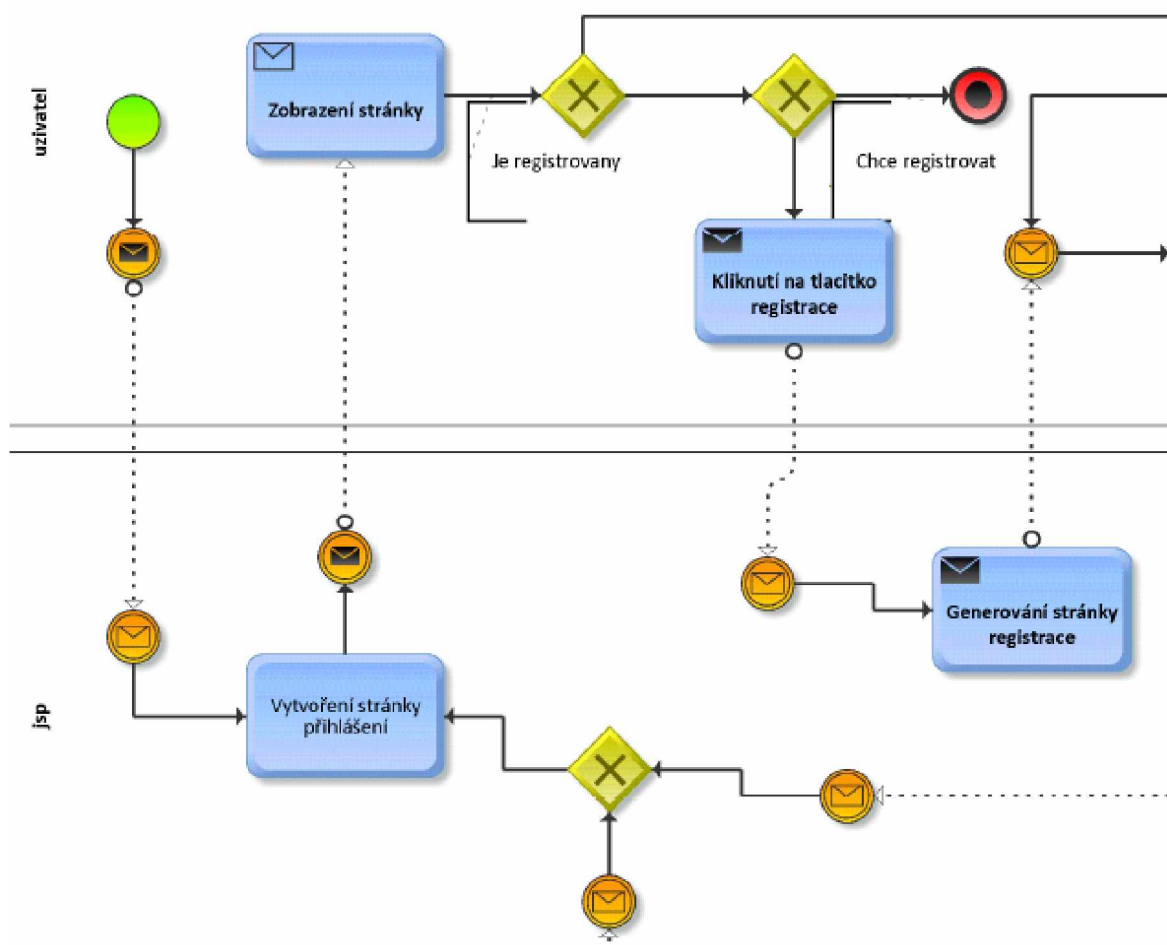 uzivatel
Zobrazení stránky
Je registrovany
Chce registrovat
Kliknutí na tlacitko
registrace
jsp
Generování stránky
registrace
Vytvoření stránky
přihlášení